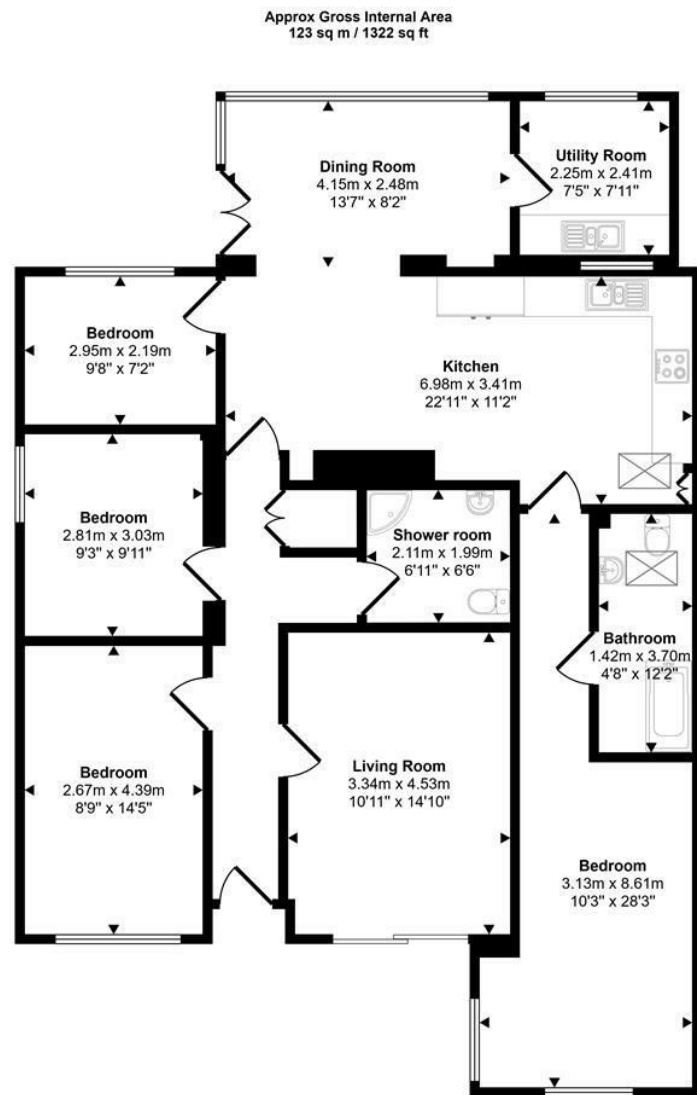 Approx Gross Internal Area
123 sq m / 1322 sq ft
Dining Room
4.15m x 2.48m
13'7" x 8'2"
Utility Room
2.25m x 2.41m
7'5" x 7'11"
Bedroom
2.95m x 2.19m
9'8" x 7'2"
Kitchen
6.98m x 3.41m
22'11" x 11'2"
Bedroom
2.81m x 3.03m
9'3" x 9'11"
Shower room
2.11m x 1.99m
6'11" x 6'6"
Bathroom
1.42m x 3.70m
4'8" x 12'2"
Bedroom
2.67m x 4.39m
8'9" x 14'5"
Living Room
3.34m x 4.53m
10'11" x 14'10"
Bedroom
3.13m x 8.61m
10'3" x 28'3"